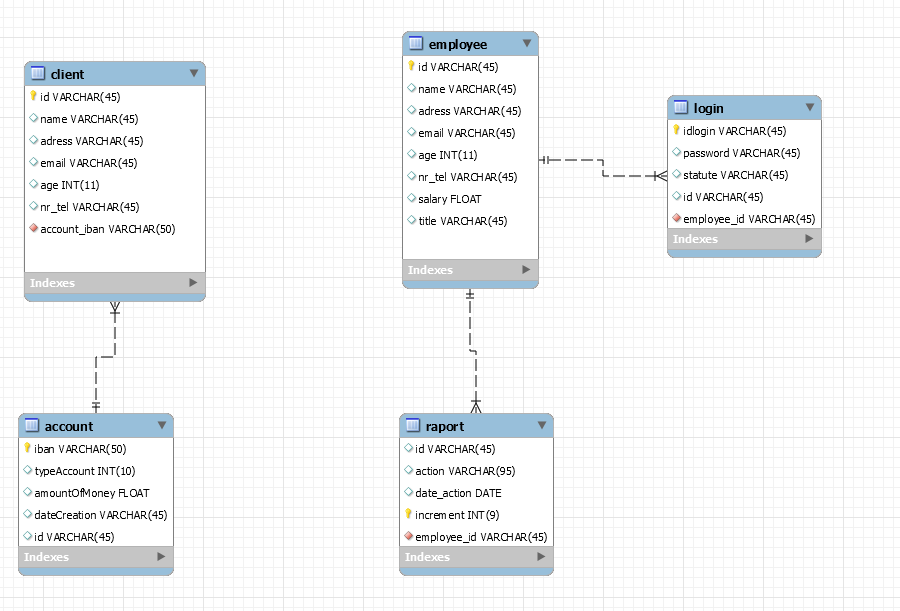 client
id VARCHAR(45)
name VARCHAR(45)
adress VARCHAR(45)
email VARCHAR(45)
age INT(11)
nr_tel VARCHAR(45)
account_iban VARCHAR(50)
Indexes
employee
id VARCHAR(45)
name VARCHAR(45)
adress VARCHAR(45)
email VARCHAR(45)
age INT(11)
nr_tel VARCHAR(45)
salary FLOAT
title VARCHAR(45)
Indexes
login
idlogin VARCHAR(45)
password VARCHAR(45)
statute VARCHAR(45)
id VARCHAR(45)
employee_id VARCHAR(45)
Indexes
account
iban VARCHAR(50)
typeAccount INT(10)
amountOfMoney FLOAT
dateCreation VARCHAR(45)
id VARCHAR(45)
Indexes
raport
id VARCHAR(45)
action VARCHAR(95)
date_action DATE
increment INT(9)
employee_id VARCHAR(45)
Indexes